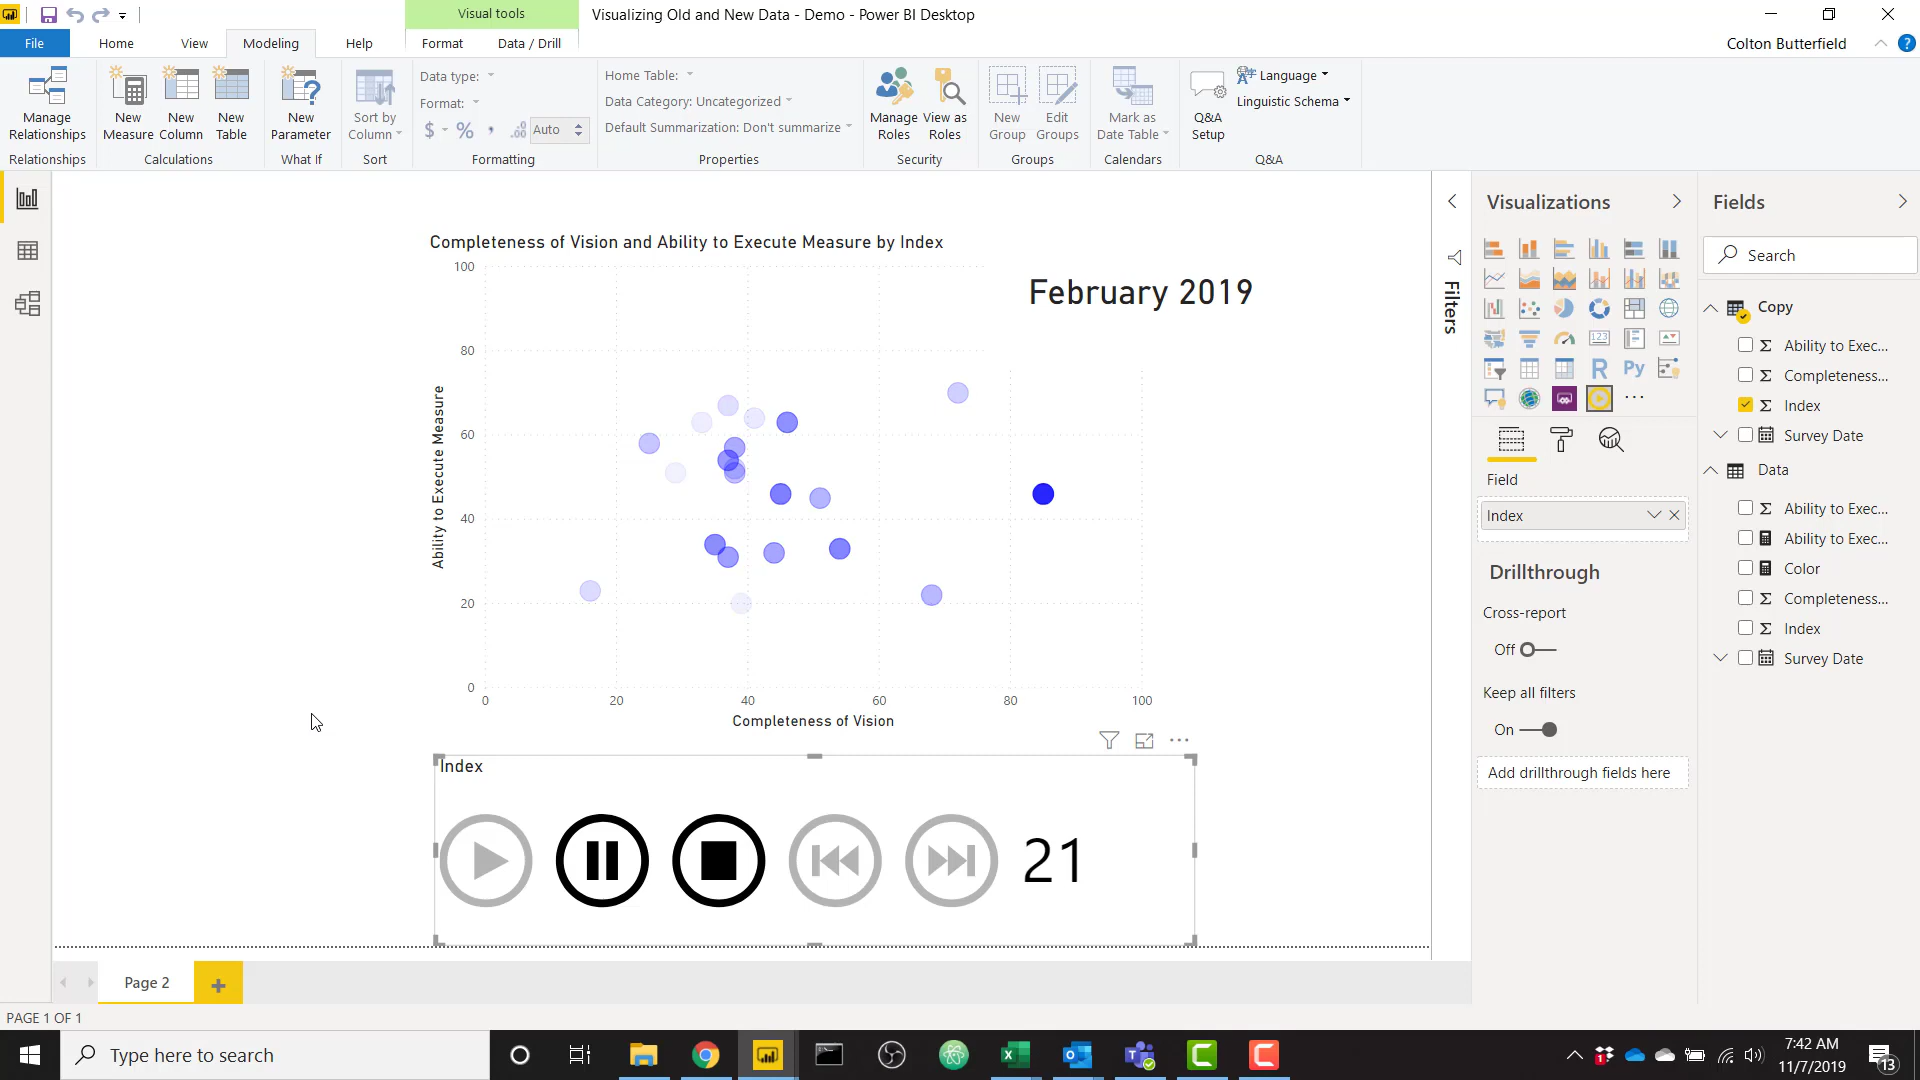 Visual tools
Visualizing Old and New Data - Demo - Power BI Desktop
File
Home
View
Modeling
Help
Format
Data / Drill
Colton Butterfield
?
Manage
Relationships
Relationships
New
Measure
New
Column
New
Table
Calculations
New
Parameter
What If
Sort by
Column
Sort
Data type:
Format:
$
%
,
.00
Auto
Formatting
Home Table:
Data Category: Uncategorized
Default Summarization: Don't summarize
Properties
Manage
Roles
View as
Roles
Security
New
Group
Edit
Groups
Groups
Mark as
Date Table
Calendars
Q&A
Setup
Language
Linguistic Schema
Q&A
Completeness of Vision and Ability to Execute Measure by Index
February 2019
Ability to Execute Measure
100
80
60
40
20
0
0
20
40
60
80
100
Completeness of Vision
Index
21
Filters
Visualizations
123
R
Py
Field
Index
Drillthrough
Cross-report
Off
Keep all filters
On
Add drillthrough fields here
Fields
Search
Copy
Ability to Exec...
Completeness...
Index
Survey Date
Data
Ability to Exec...
Ability to Exec...
Color
Completeness...
Index
Survey Date
Page 2
PAGE 1 OF 1
Type here to search
7:42 AM
11/7/2019
13